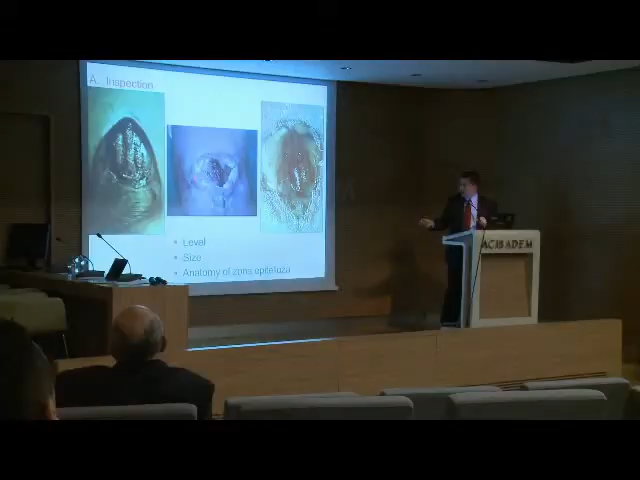 A. Inspection
• Level
• Size
• Anatomy of zona epiteloza
ACIBADEM